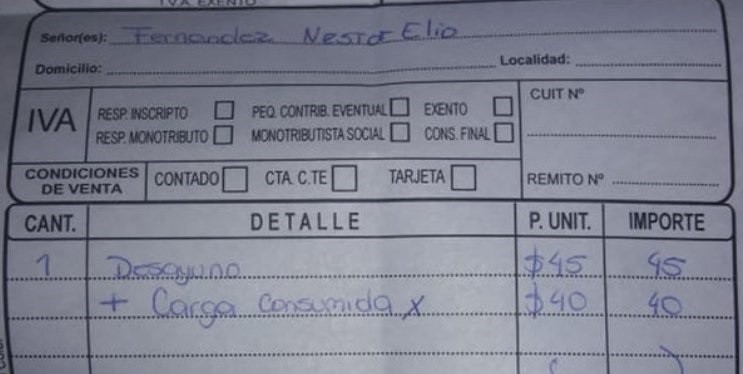 IVA EXENTO
Señor(es): Fernandez Nestor Elio
Domicilio: Localidad:
IVA
RESP. INSCRIPTO PEQ. CONTRIB. EVENTUAL EXENTO
RESP. MONOTRIBUTO MONOTRIBUTISTA SOCIAL CONS. FINAL
CUIT Nº
CONDICIONES DE VENTA
CONTADO CTA. C.TE TARJETA
REMITO Nº
CANT. DETALLE P. UNIT. IMPORTE
1 Desayuno $45 45
+ Carga Consumida x $40 40